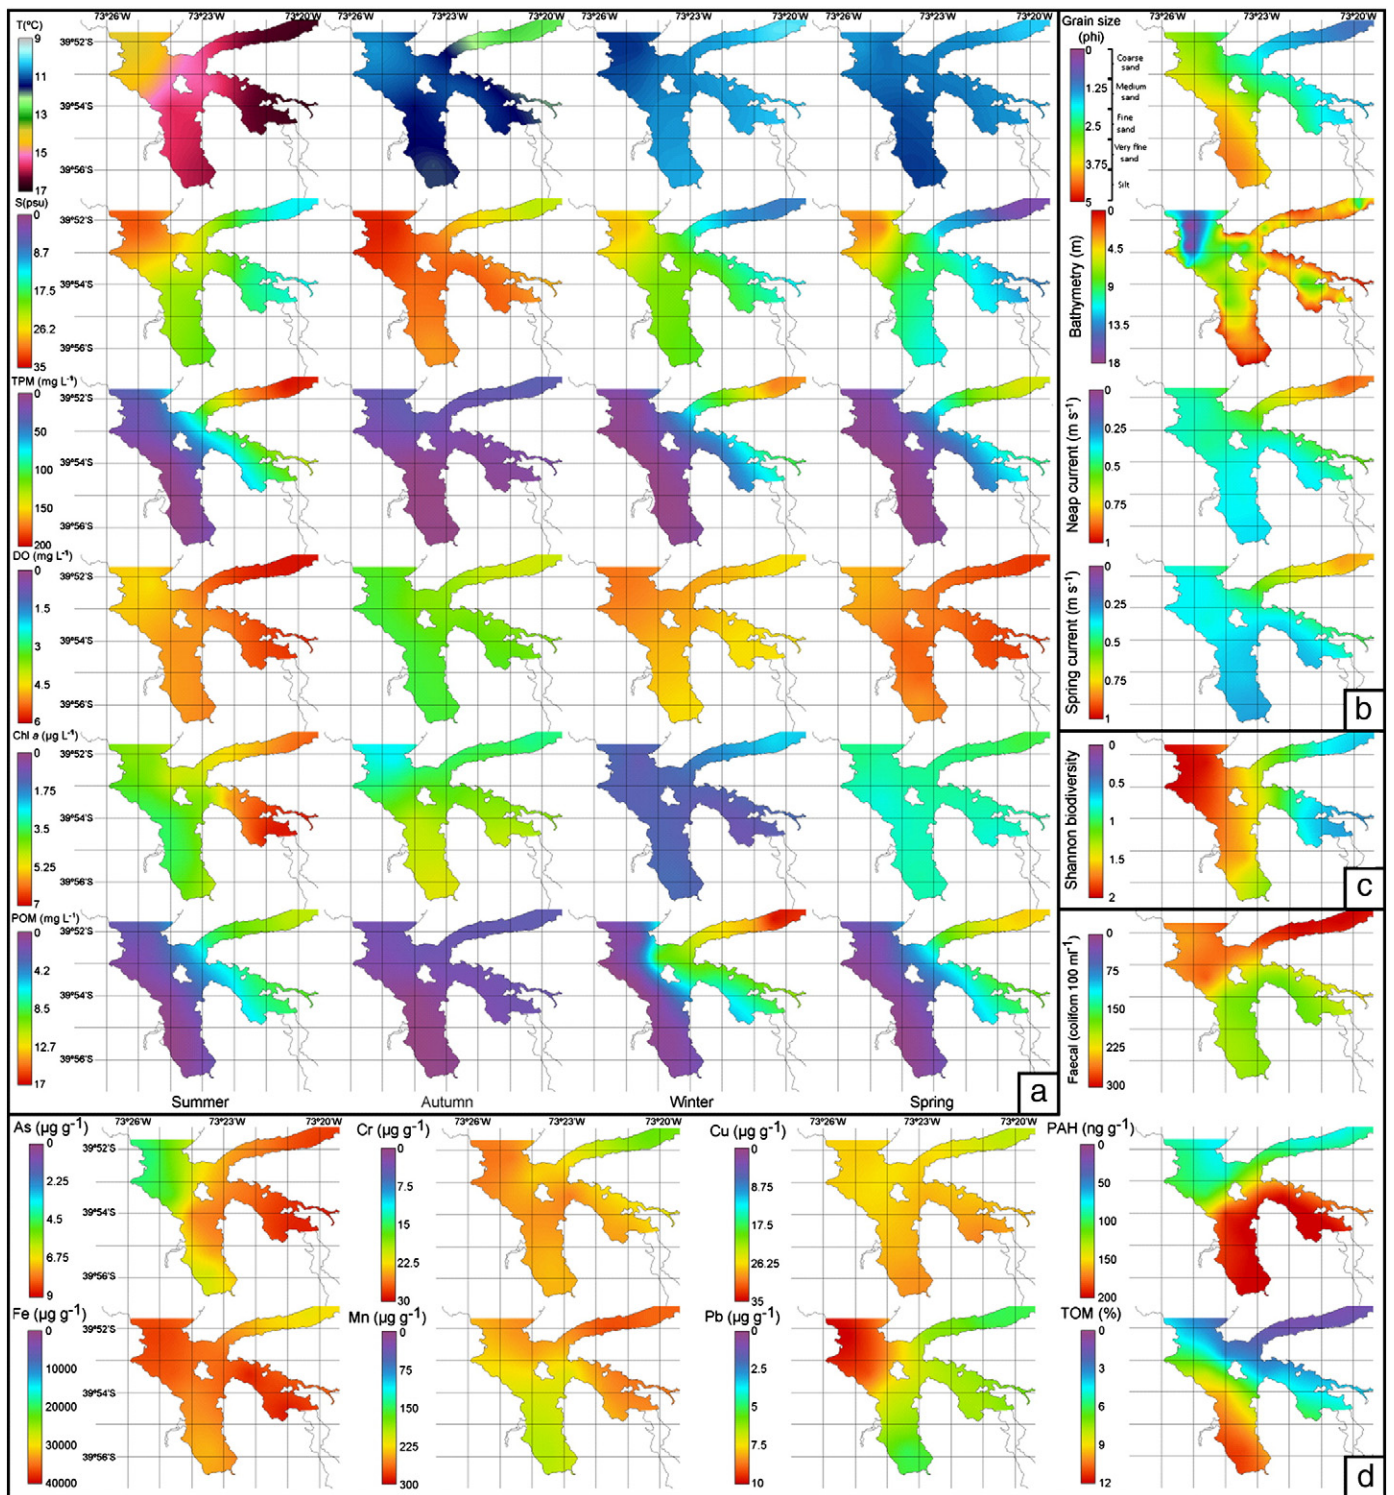 73°26'W 73°23'W 73°20'W 73°26'W 73°23'W 73°20'W 73°26'W 73°23'W 73°20'W 73°26'W 73°23'W 73°20'W
T(ºC)
9
11
13
15
17
39°52'S
39°54'S
39°56'S
S(psu)
0
8.7
17.5
26.2
35
39°52'S
39°54'S
39°56'S
TPM (mg L⁻¹)
0
50
100
150
200
39°52'S
39°54'S
39°56'S
DO (mg L⁻¹)
0
1.5
3
4.5
6
39°52'S
39°54'S
39°56'S
Chl a (µg L⁻¹)
0
1.75
3.5
5.25
7
39°52'S
39°54'S
39°56'S
POM (mg L⁻¹)
0
4.2
8.5
12.7
17
39°52'S
39°54'S
39°56'S
Summer Autumn Winter Spring
a
73°26'W 73°23'W 73°20'W
Grain size
(phi)
0
1.25
2.5
3.75
5
Coarse
sand
Medium
sand
Fine
sand
Very fine
sand
Silt
Bathymetry (m)
0
4.5
9
13.5
18
Neap current (m s⁻¹)
0
0.25
0.5
0.75
1
Spring current (m s⁻¹)
0
0.25
0.5
0.75
1
b
Shannon biodiversity
0
0.5
1
1.5
2
c
Faecal (coliform 100 ml⁻¹)
0
75
150
225
300
73°26'W 73°23'W 73°20'W 73°26'W 73°23'W 73°20'W 73°26'W 73°23'W 73°20'W 73°26'W 73°23'W 73°20'W
As (µg g⁻¹)
0
2.25
4.5
6.75
9
39°52'S
39°54'S
39°56'S
Cr (µg g⁻¹)
0
7.5
15
22.5
30
Cu (µg g⁻¹)
0
8.75
17.5
26.25
35
PAH (ng g⁻¹)
0
50
100
150
200
Fe (µg g⁻¹)
0
10000
20000
30000
40000
39°52'S
39°54'S
39°56'S
Mn (µg g⁻¹)
0
75
150
225
300
Pb (µg g⁻¹)
0
2.5
5
7.5
10
TOM (%)
0
3
6
9
12
d